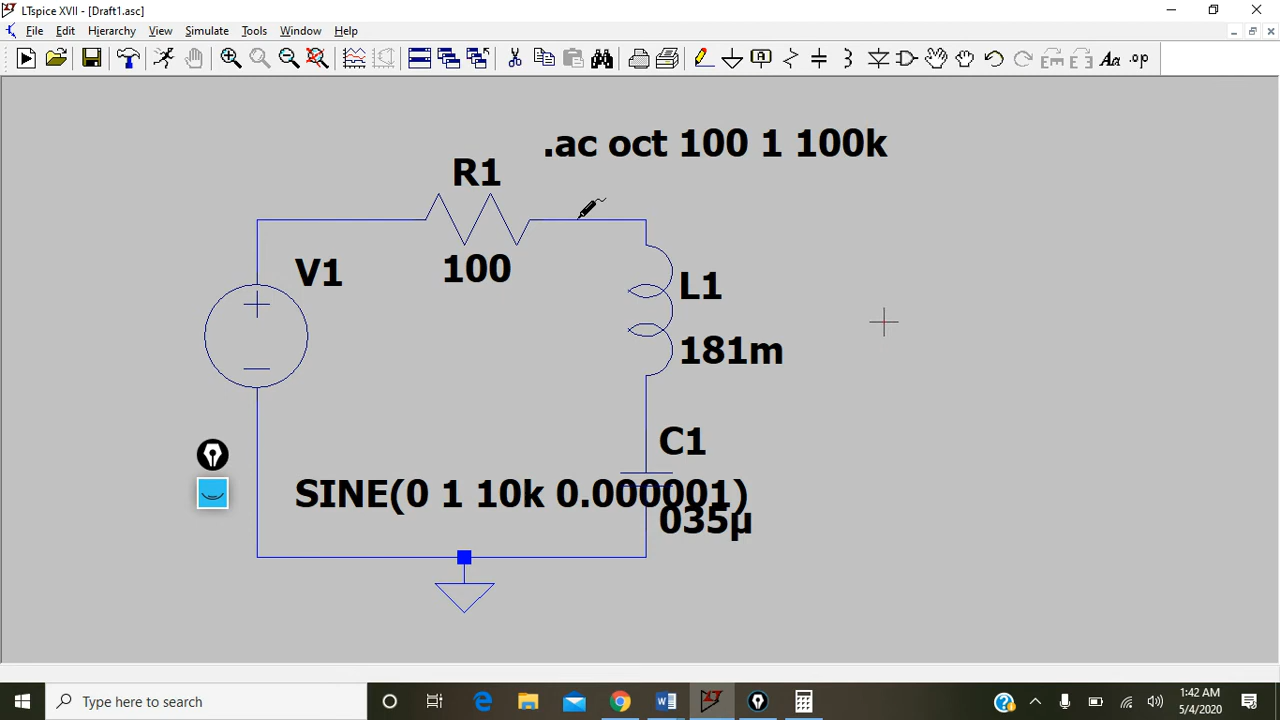 LTspice XVII - [Draft1.asc]
File Edit Hierarchy View Simulate Tools Window Help
.op
.ac oct 100 1 100k
R1
100
V1
L1
181m
C1
SINE(0 1 10k 0.000001)
035µ
Type here to search
1:42 AM
5/4/2020